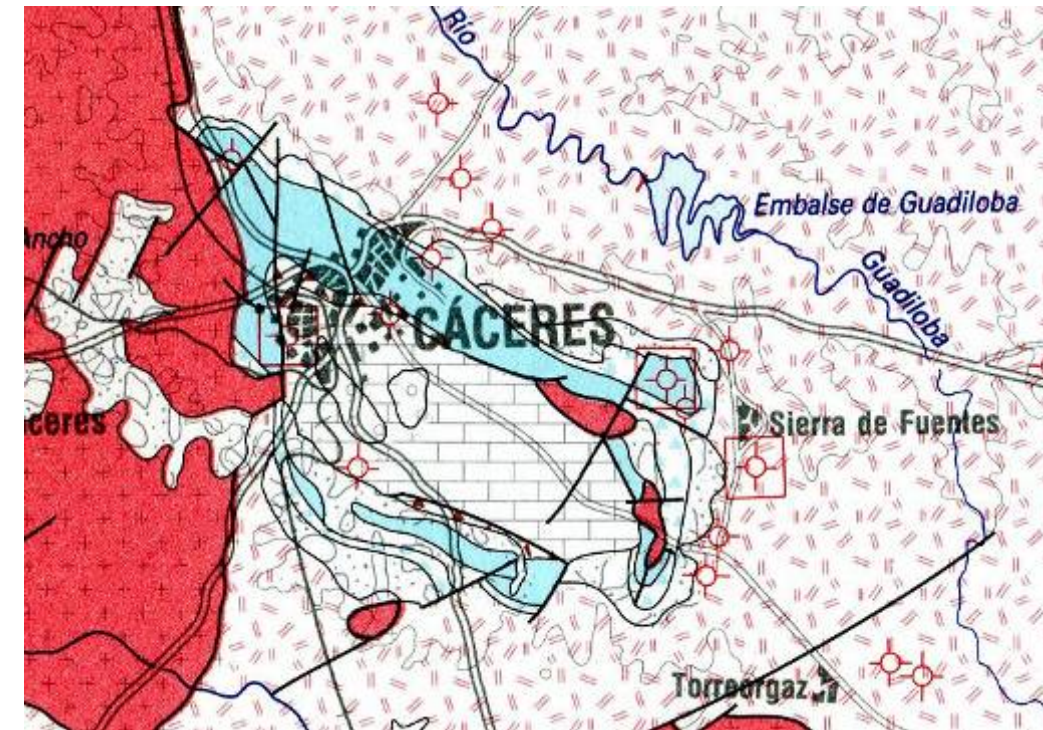 Río
Embalse de Guadiloba
Ancho
Guadiloba
CÁCERES
ceres
Sierra de Fuentes
Torreorgaz